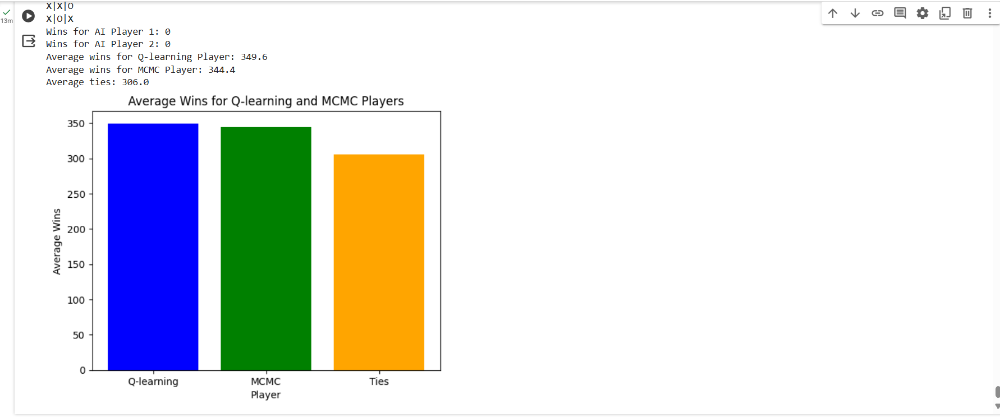 X|X|O
X|O|X
13m
Wins for AI Player 1: 0
Wins for AI Player 2: 0
Average wins for Q-learning Player: 349.6
Average wins for MCMC Player: 344.4
Average ties: 306.0
Average Wins for Q-learning and MCMC Players
350
300
250
200
150
100
50
0
Average Wins
Q-learning MCMC Ties
Player